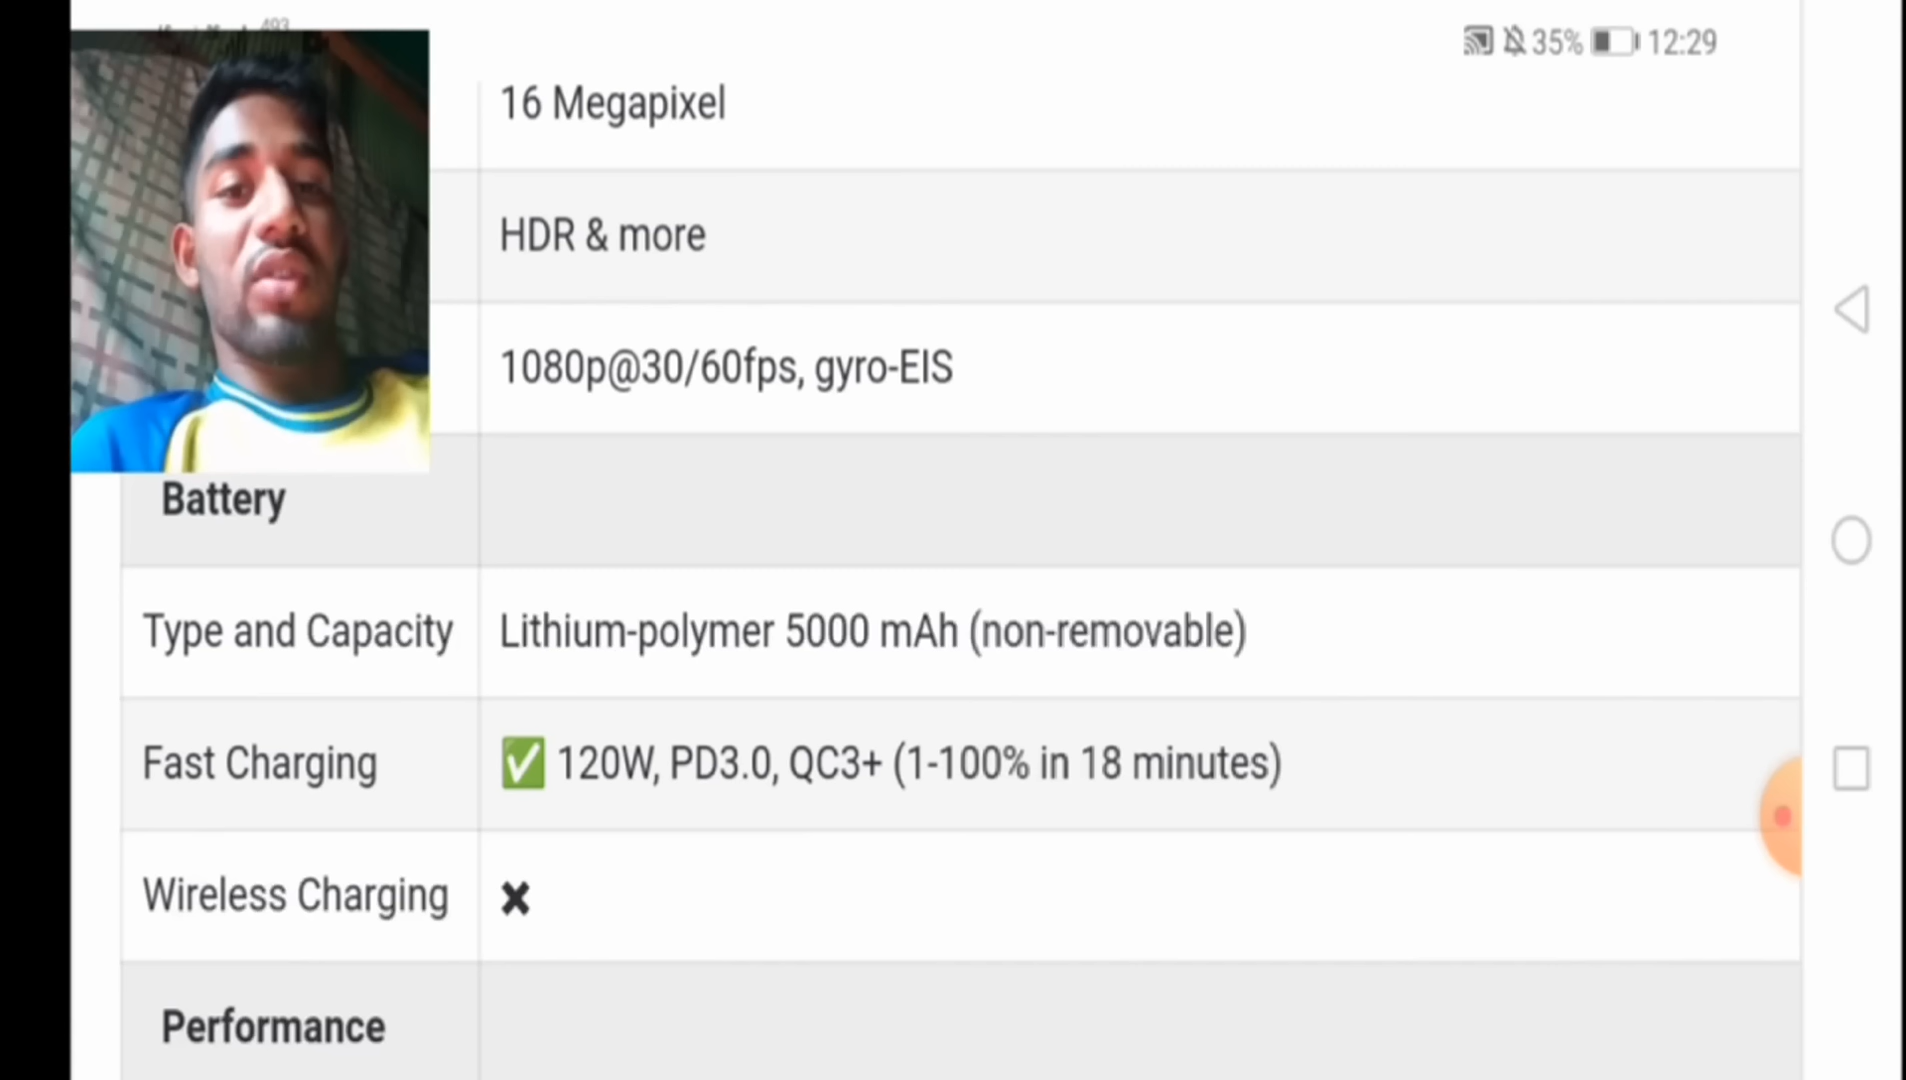 35% 12:29
16 Megapixel
HDR & more
1080p@30/60fps, gyro-EIS
Battery
Type and Capacity Lithium-polymer 5000 mAh (non-removable)
Fast Charging ✅ 120W, PD3.0, QC3+ (1-100% in 18 minutes)
Wireless Charging ✖
Performance